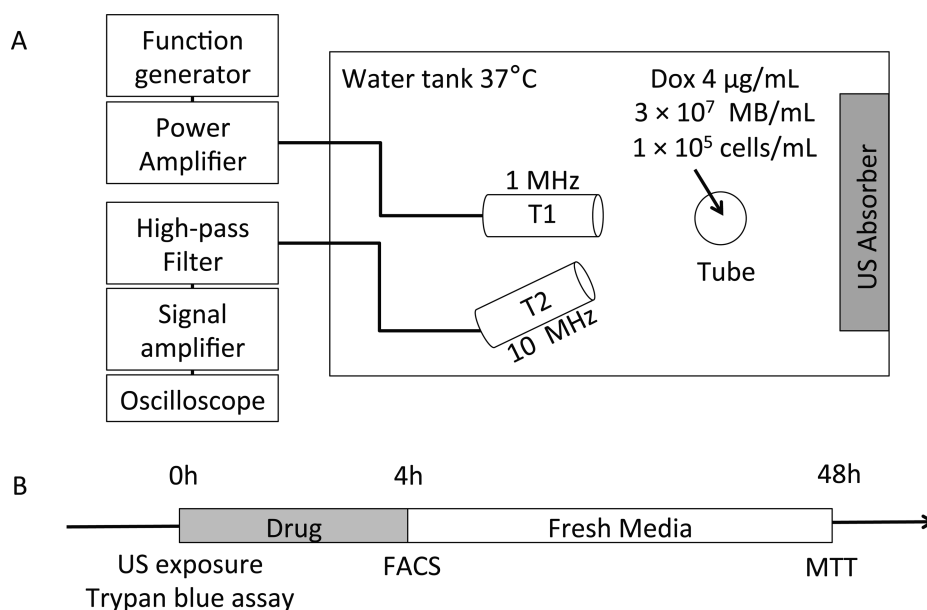 A
Function
generator
Power
Amplifier
High-pass
Filter
Signal
amplifier
Oscilloscope
Water tank 37°C
Dox 4 µg/mL
3 × 10⁷ MB/mL
1 × 10⁵ cells/mL
1 MHz
T1
T2
10 MHz
Tube
US Absorber
B
0h
4h
48h
Drug
Fresh Media
US exposure
Trypan blue assay
FACS
MTT